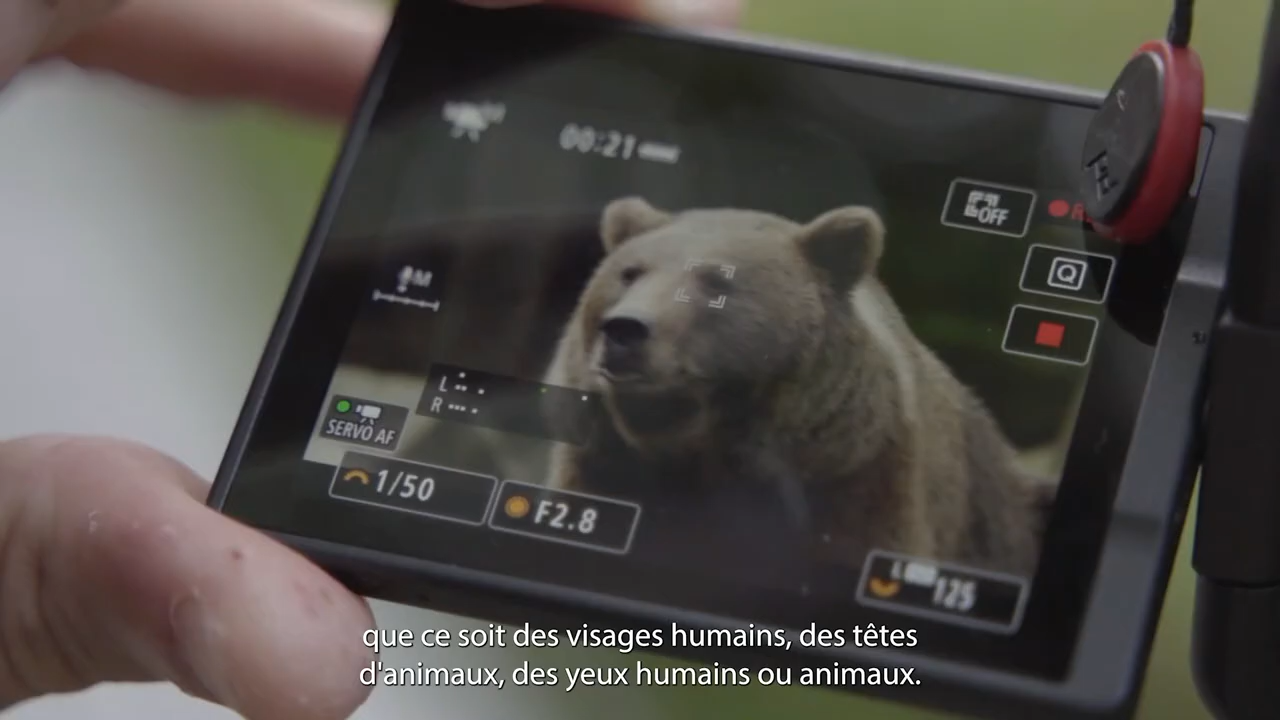 00:21
OFF
Q
M
L
R
SERVO AF
1/50
F2.8
125
que ce soit des visages humains, des têtes
d'animaux, des yeux humains ou animaux.